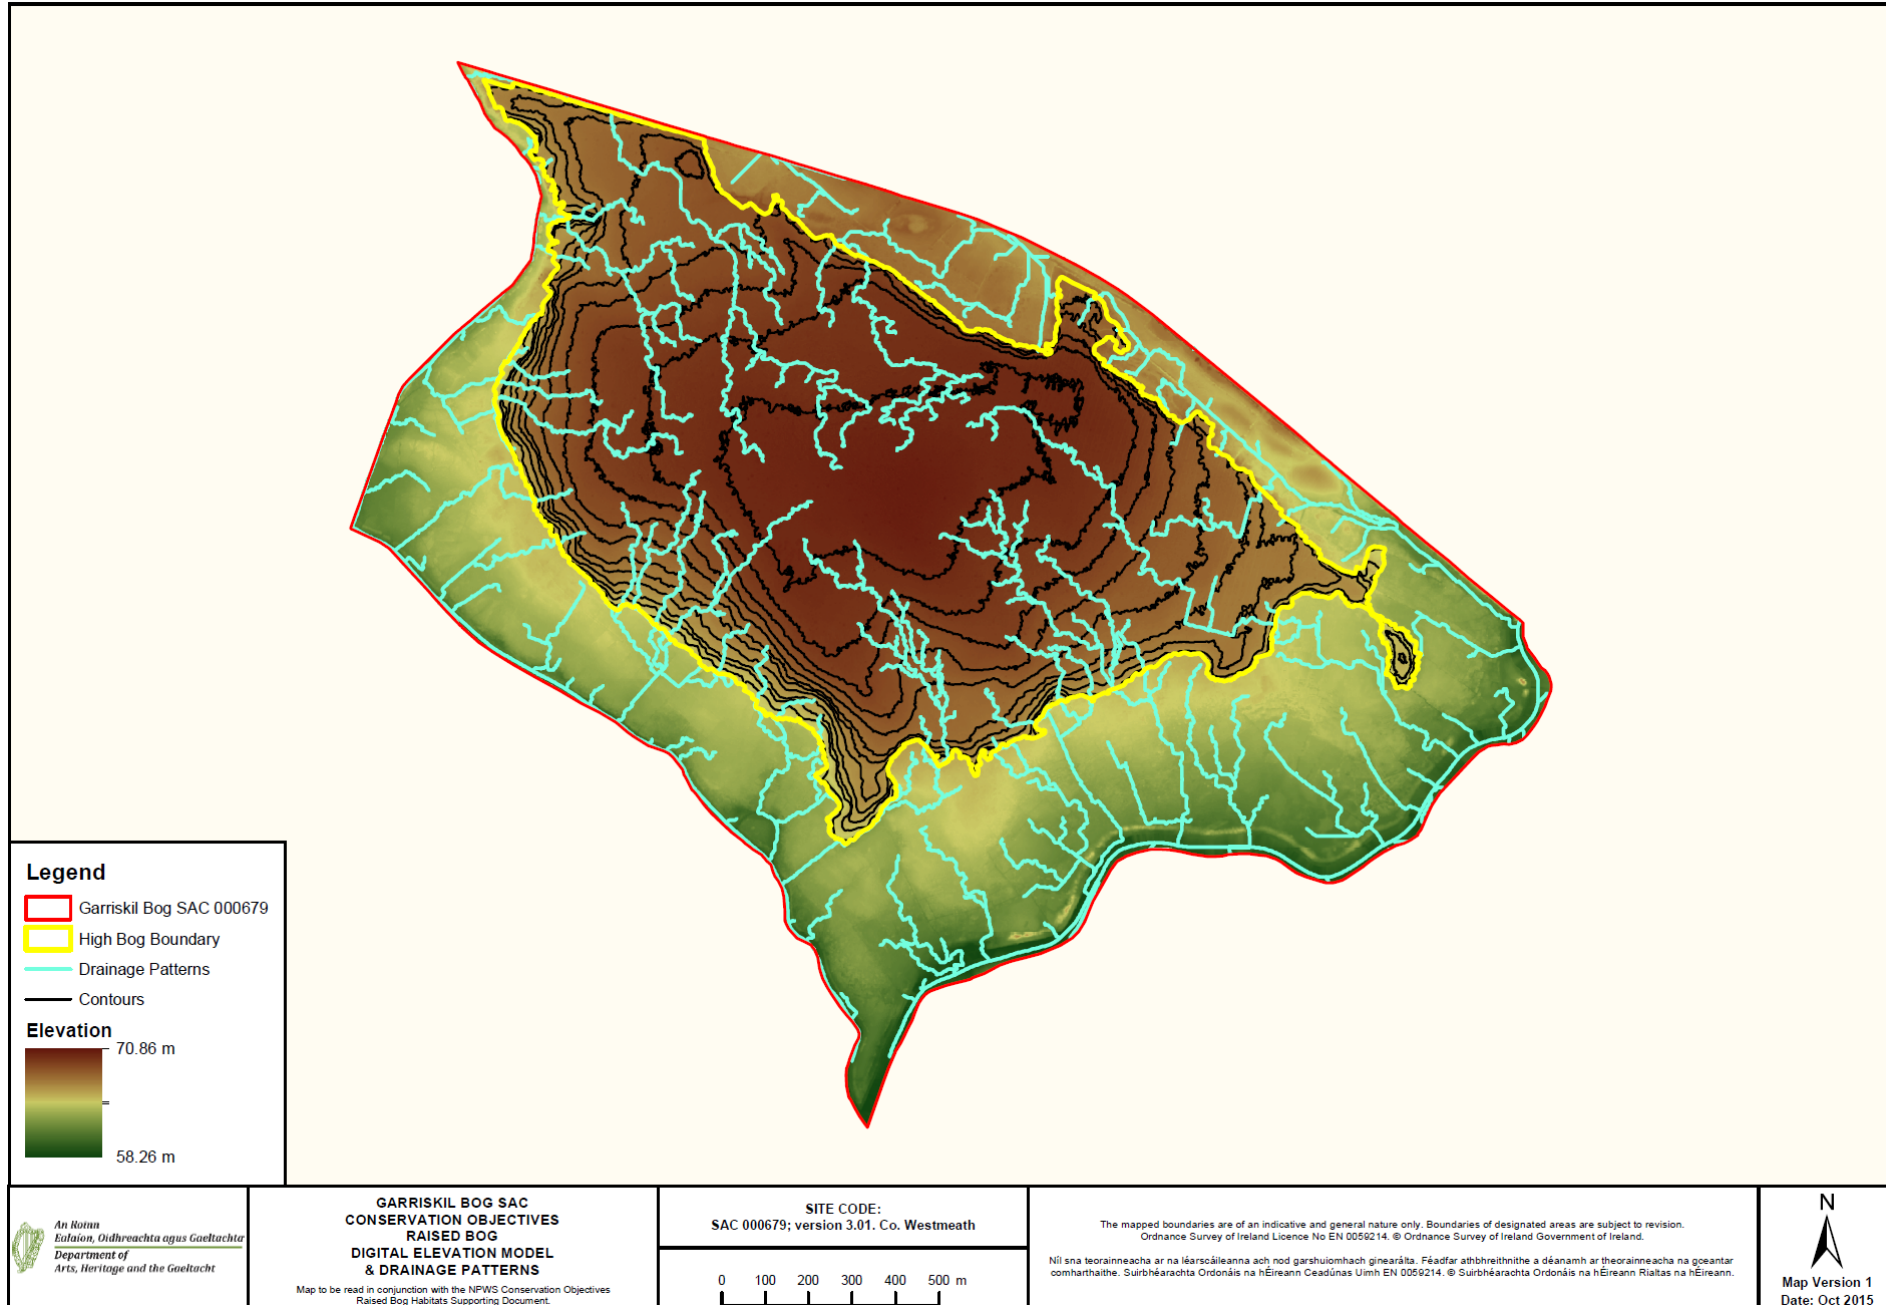 Legend
Garriskil Bog SAC 000679
High Bog Boundary
Drainage Patterns
Contours
Elevation
70.86 m
58.26 m
An Roinn
Ealaíon, Oidhreachta agus Gaeltachta
Department of
Arts, Heritage and the Gaeltacht
GARRISKIL BOG SAC
CONSERVATION OBJECTIVES
RAISED BOG
DIGITAL ELEVATION MODEL
& DRAINAGE PATTERNS
Map to be read in conjunction with the NPWS Conservation Objectives
Raised Bog Habitats Supporting Document.
SITE CODE:
SAC 000679; version 3.01. Co. Westmeath
0 100 200 300 400 500 m
The mapped boundaries are of an indicative and general nature only. Boundaries of designated areas are subject to revision.
Ordnance Survey of Ireland Licence No EN 0059214. © Ordnance Survey of Ireland Government of Ireland.
Níl sna teorainneacha ar na léarscáileanna ach nod garshuiomhach ginearálta. Féadfar athbhreithnithe a déanamh ar theorainneacha na gceantar
comharthaithe. Suirbhéarachta Ordonáis na hÉireann Ceadúnas Uimh EN 0059214. © Suirbhéarachta Ordonáis na hÉireann Rialtas na hÉireann.
N
Map Version 1
Date: Oct 2015